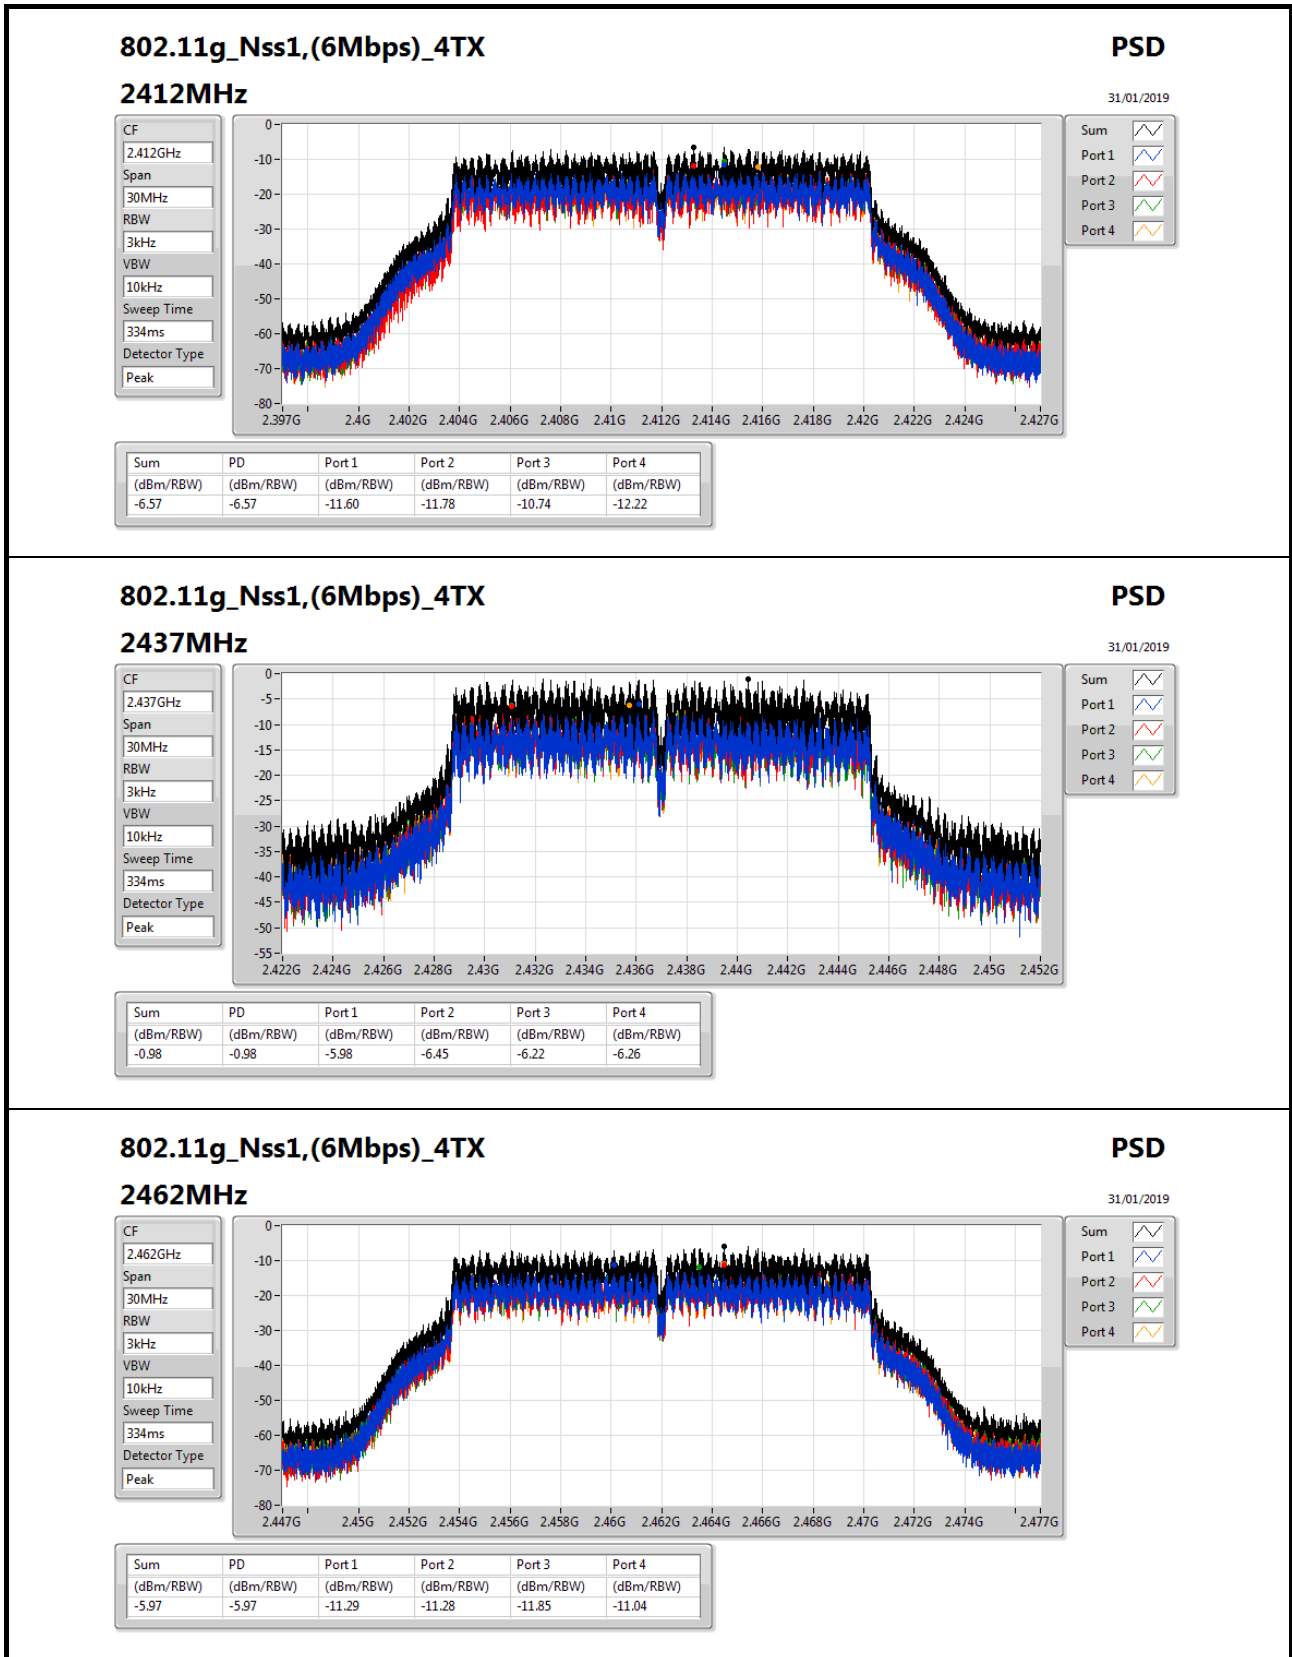 802.11g_Nss1,(6Mbps)_4TX PSD
2412MHz 31/01/2019
CF
2.412GHz
Span
30MHz
RBW
3kHz
VBW
10kHz
Sweep Time
334ms
Detector Type
Peak
0
-10
-20
-30
-40
-50
-60
-70
-80
2.397G 2.4G 2.402G 2.404G 2.406G 2.408G 2.41G 2.412G 2.414G 2.416G 2.418G 2.42G 2.422G 2.424G 2.427G
Sum
Port 1
Port 2
Port 3
Port 4
Sum PD Port 1 Port 2 Port 3 Port 4
(dBm/RBW) (dBm/RBW) (dBm/RBW) (dBm/RBW) (dBm/RBW) (dBm/RBW)
-6.57 -6.57 -11.60 -11.78 -10.74 -12.22
802.11g_Nss1,(6Mbps)_4TX PSD
2437MHz 31/01/2019
CF
2.437GHz
Span
30MHz
RBW
3kHz
VBW
10kHz
Sweep Time
334ms
Detector Type
Peak
0
-5
-10
-15
-20
-25
-30
-35
-40
-45
-50
-55
2.422G 2.424G 2.426G 2.428G 2.43G 2.432G 2.434G 2.436G 2.438G 2.44G 2.442G 2.444G 2.446G 2.448G 2.45G 2.452G
Sum
Port 1
Port 2
Port 3
Port 4
Sum PD Port 1 Port 2 Port 3 Port 4
(dBm/RBW) (dBm/RBW) (dBm/RBW) (dBm/RBW) (dBm/RBW) (dBm/RBW)
-0.98 -0.98 -5.98 -6.45 -6.22 -6.26
802.11g_Nss1,(6Mbps)_4TX PSD
2462MHz 31/01/2019
CF
2.462GHz
Span
30MHz
RBW
3kHz
VBW
10kHz
Sweep Time
334ms
Detector Type
Peak
0
-10
-20
-30
-40
-50
-60
-70
-80
2.447G 2.45G 2.452G 2.454G 2.456G 2.458G 2.46G 2.462G 2.464G 2.466G 2.468G 2.47G 2.472G 2.474G 2.477G
Sum
Port 1
Port 2
Port 3
Port 4
Sum PD Port 1 Port 2 Port 3 Port 4
(dBm/RBW) (dBm/RBW) (dBm/RBW) (dBm/RBW) (dBm/RBW) (dBm/RBW)
-5.97 -5.97 -11.29 -11.28 -11.85 -11.04